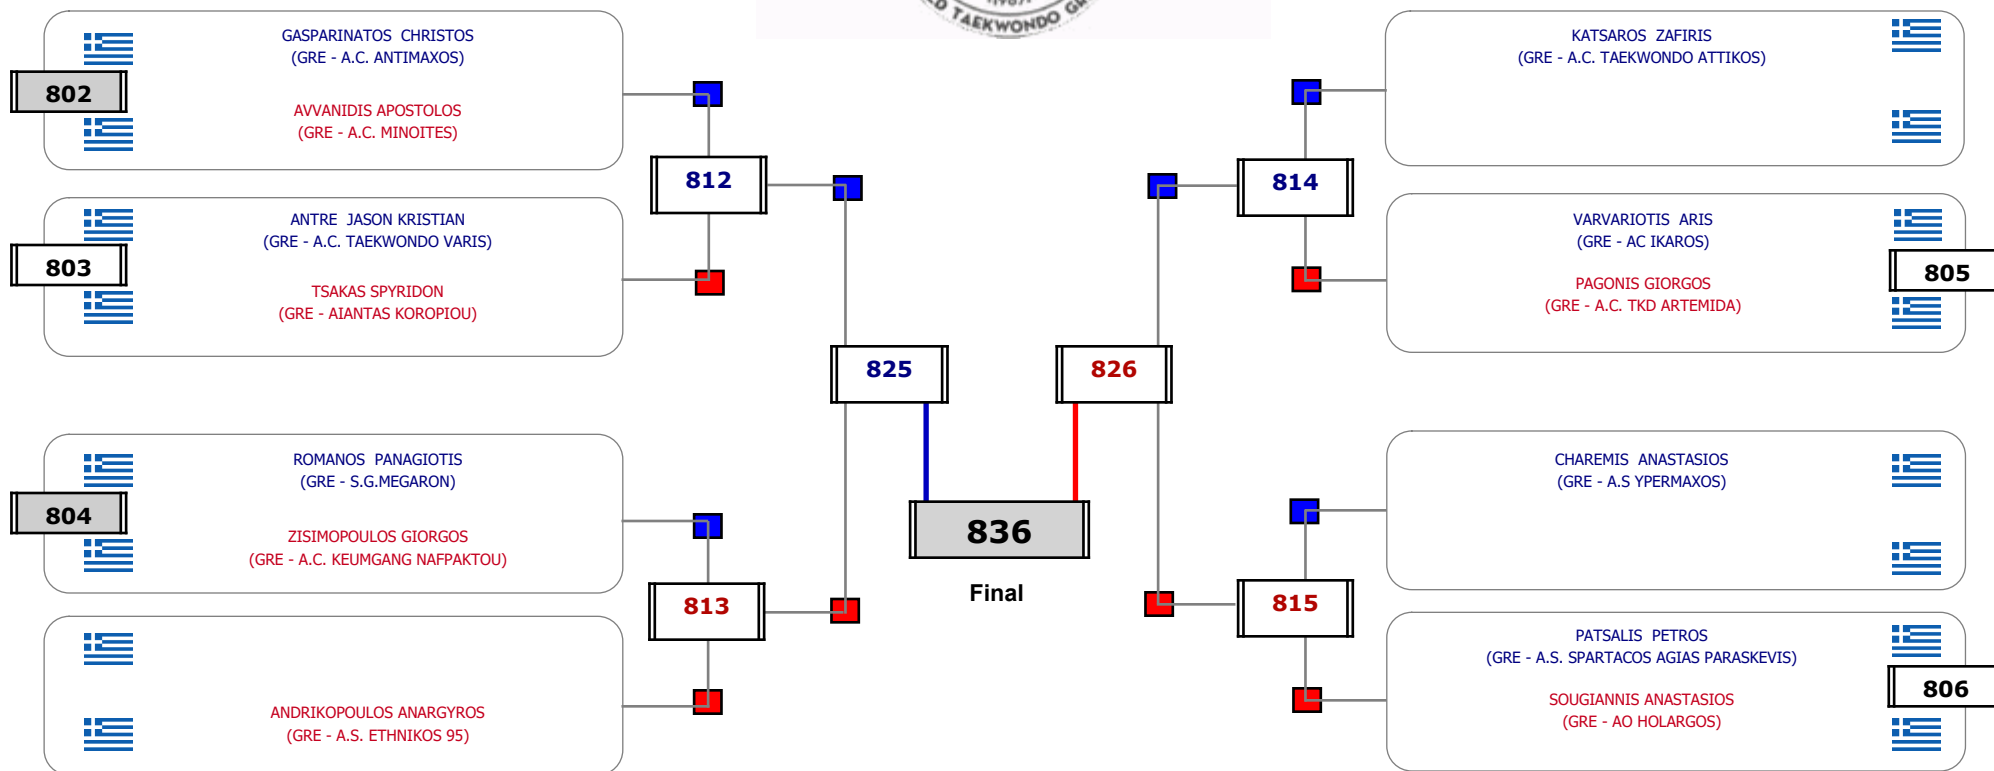 TAEKWONDO
GASPARINATOS CHRISTOS
(GRE - A.C. ANTIMAXOS)
802
AVVANIDIS APOSTOLOS
(GRE - A.C. MINOITES)
ANTRE JASON KRISTIAN
(GRE - A.C. TAEKWONDO VARIS)
803
TSAKAS SPYRIDON
(GRE - AIANTAS KOROPIOU)
812
825
ROMANOS PANAGIOTIS
(GRE - S.G.MEGARON)
804
ZISIMOPOULOS GIORGOS
(GRE - A.C. KEUMGANG NAFPAKTOU)
813
ANDRIKOPOULOS ANARGYROS
(GRE - A.S. ETHNIKOS 95)
836
Final
KATSAROS ZAFIRIS
(GRE - A.C. TAEKWONDO ATTIKOS)
814
VARVARIOTIS ARIS
(GRE - AC IKAROS)
805
PAGONIS GIORGOS
(GRE - A.C. TKD ARTEMIDA)
826
CHAREMIS ANASTASIOS
(GRE - A.S YPERMAXOS)
815
PATSALIS PETROS
(GRE - A.S. SPARTACOS AGIAS PARASKEVIS)
806
SOUGIANNIS ANASTASIOS
(GRE - AO HOLARGOS)